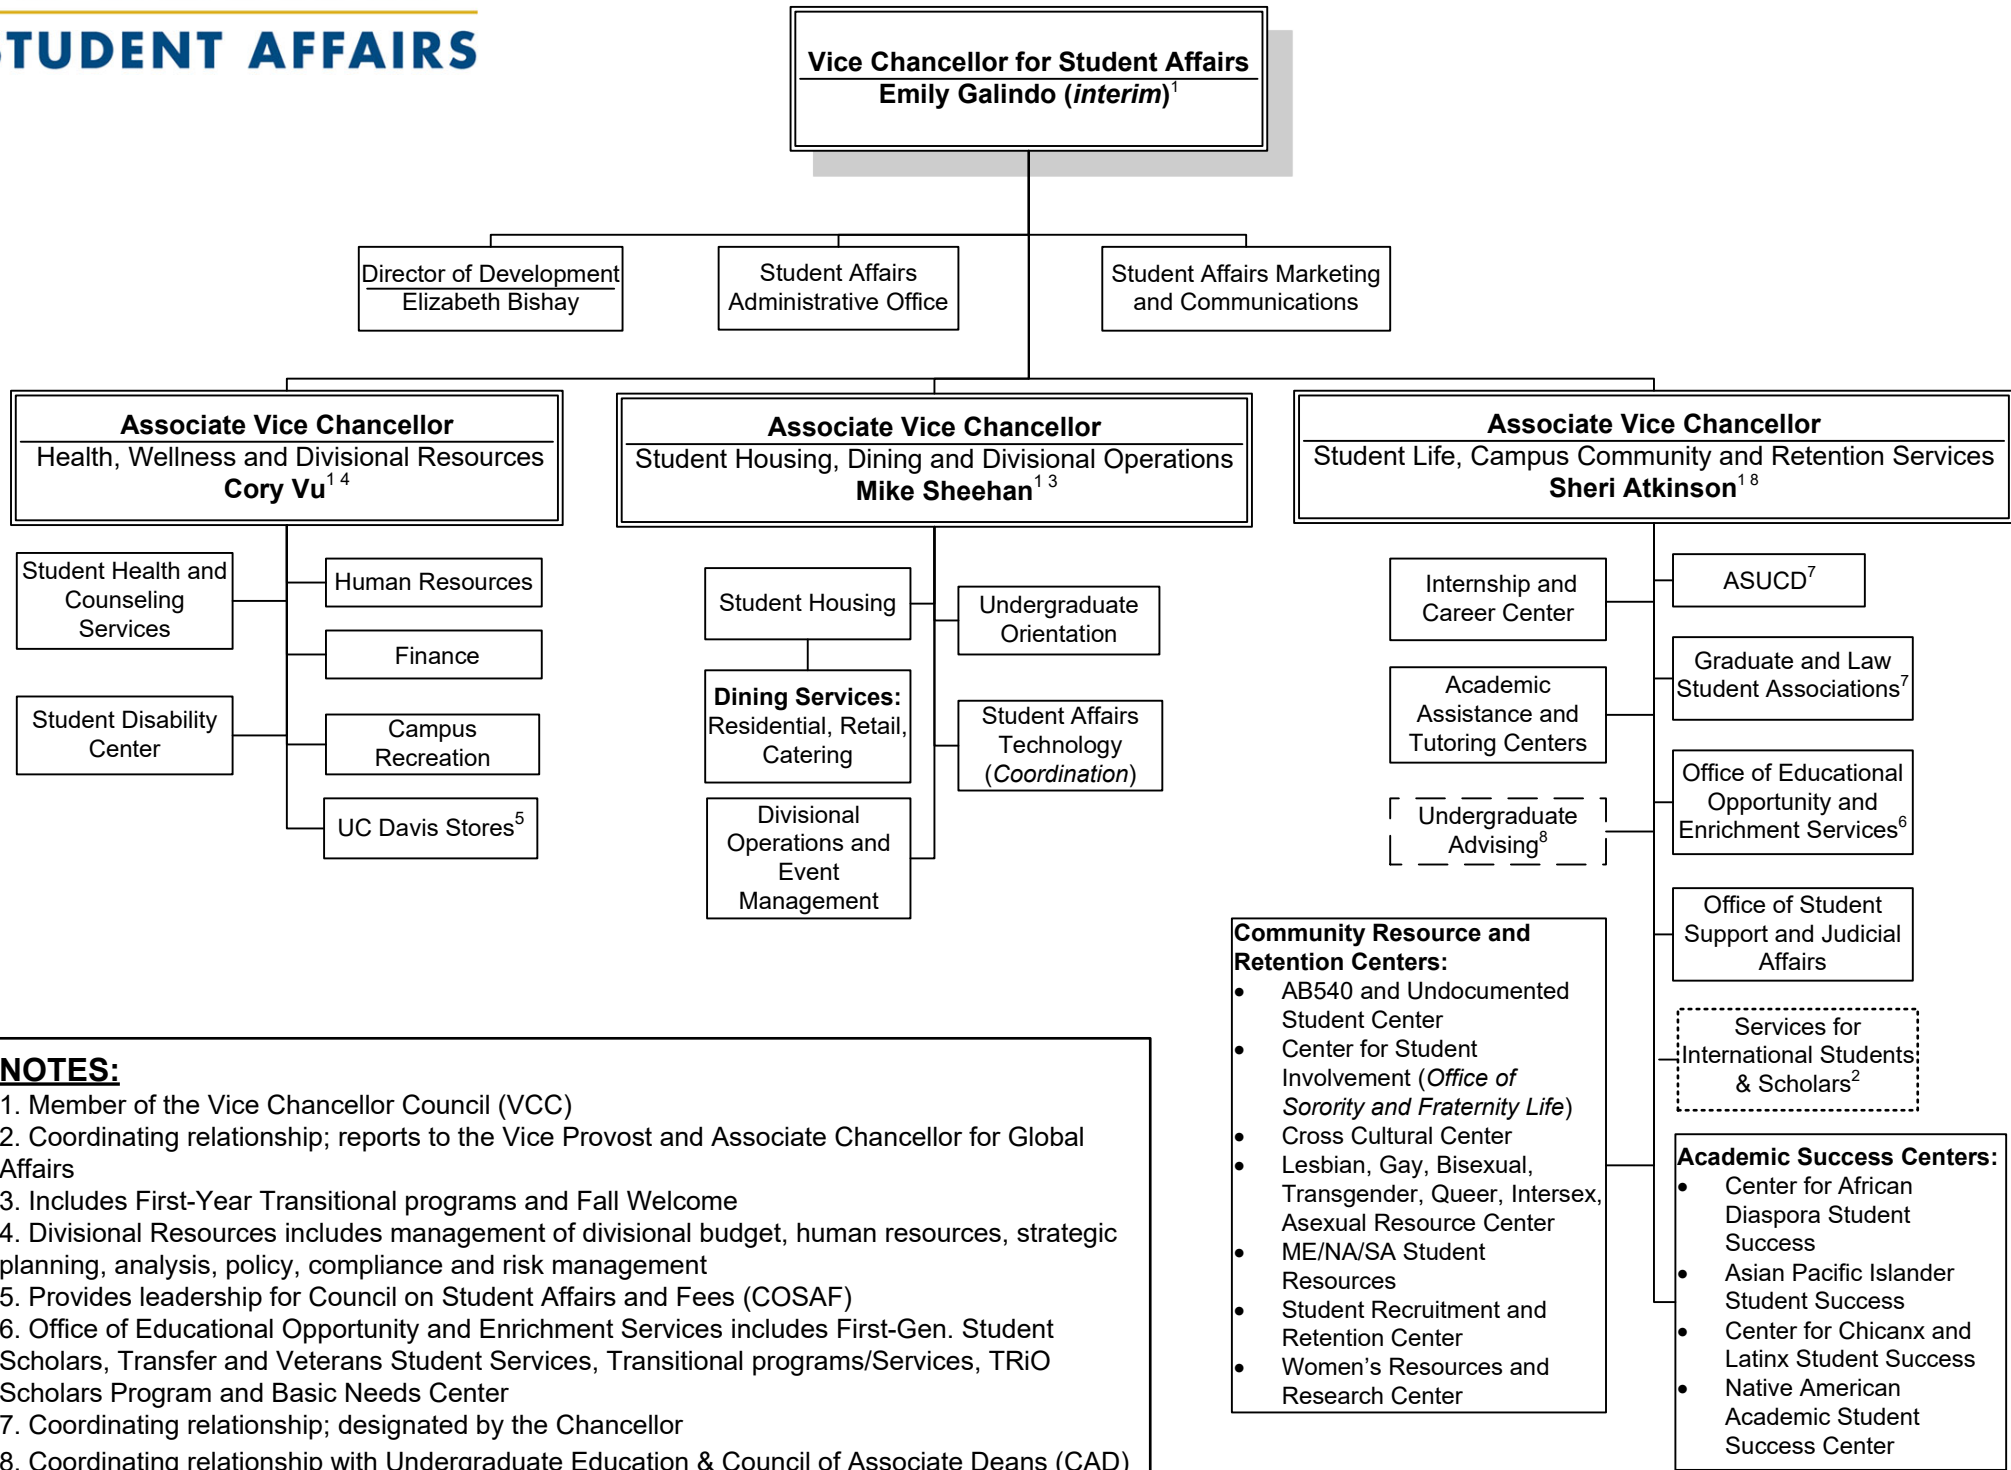 STUDENT AFFAIRS
Vice Chancellor for Student Affairs
Emily Galindo (interim)1
Director of Development
Elizabeth Bishay
Student Affairs
Administrative Office
Student Affairs Marketing
and Communications
Associate Vice Chancellor
Health, Wellness and Divisional Resources
Cory Vu1 4
Student Health and
Counseling
Services
Human Resources
Finance
Student Disability
Center
Campus
Recreation
UC Davis Stores5
Associate Vice Chancellor
Student Housing, Dining and Divisional Operations
Mike Sheehan1 3
Student Housing
Undergraduate
Orientation
Dining Services:
Residential, Retail,
Catering
Student Affairs
Technology
(Coordination)
Divisional
Operations and
Event
Management
Associate Vice Chancellor
Student Life, Campus Community and Retention Services
Sheri Atkinson1 8
Internship and
Career Center
ASUCD7
Academic
Assistance and
Tutoring Centers
Graduate and Law
Student Associations7
Undergraduate
Advising8
Office of Educational
Opportunity and
Enrichment Services6
Office of Student
Support and Judicial
Affairs
Services for
International Students
& Scholars2
Community Resource and
Retention Centers:
• AB540 and Undocumented
Student Center
• Center for Student
Involvement (Office of
Sorority and Fraternity Life)
• Cross Cultural Center
• Lesbian, Gay, Bisexual,
Transgender, Queer, Intersex,
Asexual Resource Center
• ME/NA/SA Student
Resources
• Student Recruitment and
Retention Center
• Women’s Resources and
Research Center
Academic Success Centers:
• Center for African
Diaspora Student
Success
• Asian Pacific Islander
Student Success
• Center for Chicanx and
Latinx Student Success
• Native American
Academic Student
Success Center
NOTES:
1. Member of the Vice Chancellor Council (VCC)
2. Coordinating relationship; reports to the Vice Provost and Associate Chancellor for Global
Affairs
3. Includes First-Year Transitional programs and Fall Welcome
4. Divisional Resources includes management of divisional budget, human resources, strategic
planning, analysis, policy, compliance and risk management
5. Provides leadership for Council on Student Affairs and Fees (COSAF)
6. Office of Educational Opportunity and Enrichment Services includes First-Gen. Student
Scholars, Transfer and Veterans Student Services, Transitional programs/Services, TRiO
Scholars Program and Basic Needs Center
7. Coordinating relationship; designated by the Chancellor
8. Coordinating relationship with Undergraduate Education & Council of Associate Deans (CAD)